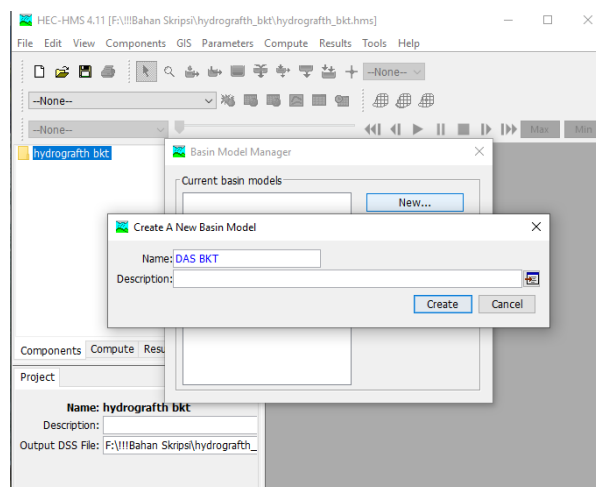 HEC-HMS 4.11 [F:\!!!Bahan Skripsi\hydrografth_bkt\hydrografth_bkt.hms]
File Edit View Components GIS Parameters Compute Results Tools Help
--None--
--None--
--None--
Max Min
hydrografth bkt
Basin Model Manager
Current basin models
New...
Create A New Basin Model
Name: DAS BKT
Description:
Create Cancel
Components Compute Resu
Project
Name: hydrografth bkt
Description:
Output DSS File: F:\!!!Bahan Skripsi\hydrografth_